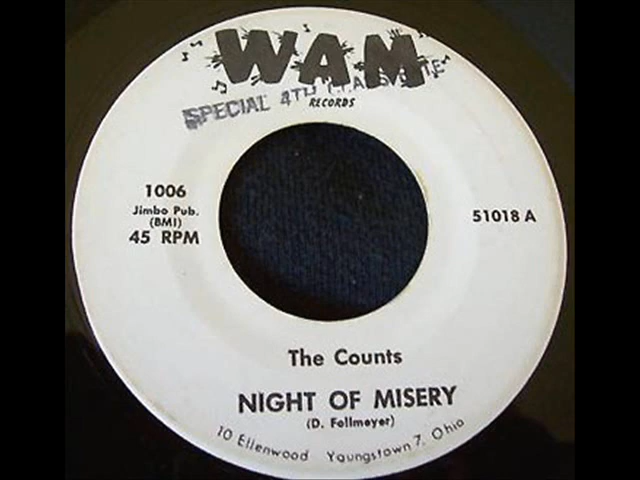 WAM
SPECIAL 4TH
RECORDS
1006
Jimbo Pub.
(BMI)
45 RPM
51018 A
The Counts
NIGHT OF MISERY
(D. Follmeyer)
10 Ellenwood Youngstown 7, Ohio